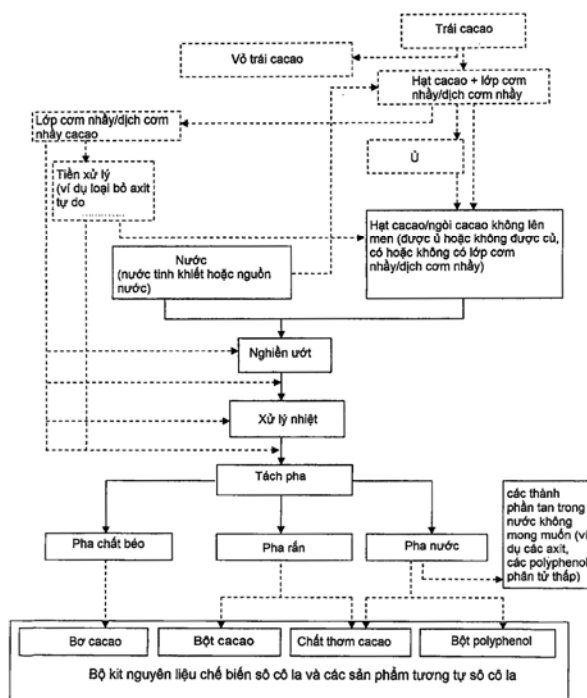 Trái cacao
Vỏ trái cacao
Hạt cacao + lớp cơm
nhầy/dịch cơm nhầy
Lớp cơm nhầy/dịch cơm
nhầy cacao
Ủ
Tiền xử lý
(ví dụ loại bỏ axit
tự do
............
Hạt cacao/ngòi cacao không lên
men (được ủ hoặc không được củ,
có hoặc không có lớp cơm
nhầy/dịch cơm nhầy)
Nước
(nước tinh khiết hoặc nguồn
nước)
Nghiền ướt
Xử lý nhiệt
Tách pha
các thành
phần tan trong
nước không
mong muốn (ví
dụ các axit,
các polyphenol
phân tử thấp)
Pha chất béo
Pha rắn
Pha nước
Bơ cacao
Bột cacao
Chất thơm cacao
Bột polyphenol
Bộ kit nguyên liệu chế biến sô cô la và các sản phẩm tương tự sô cô la